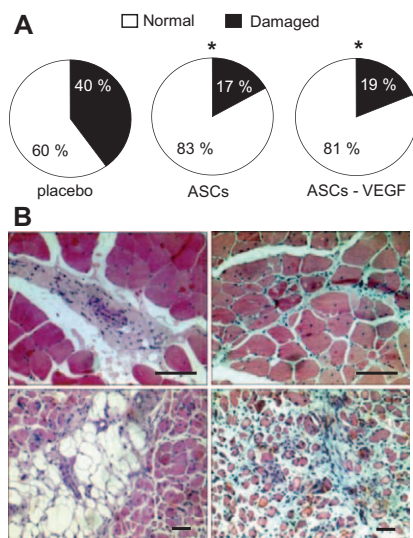 Normal Damaged
A
* *
40 % 17 % 19 %
60 % 83 % 81 %
placebo ASCs ASCs - VEGF
B